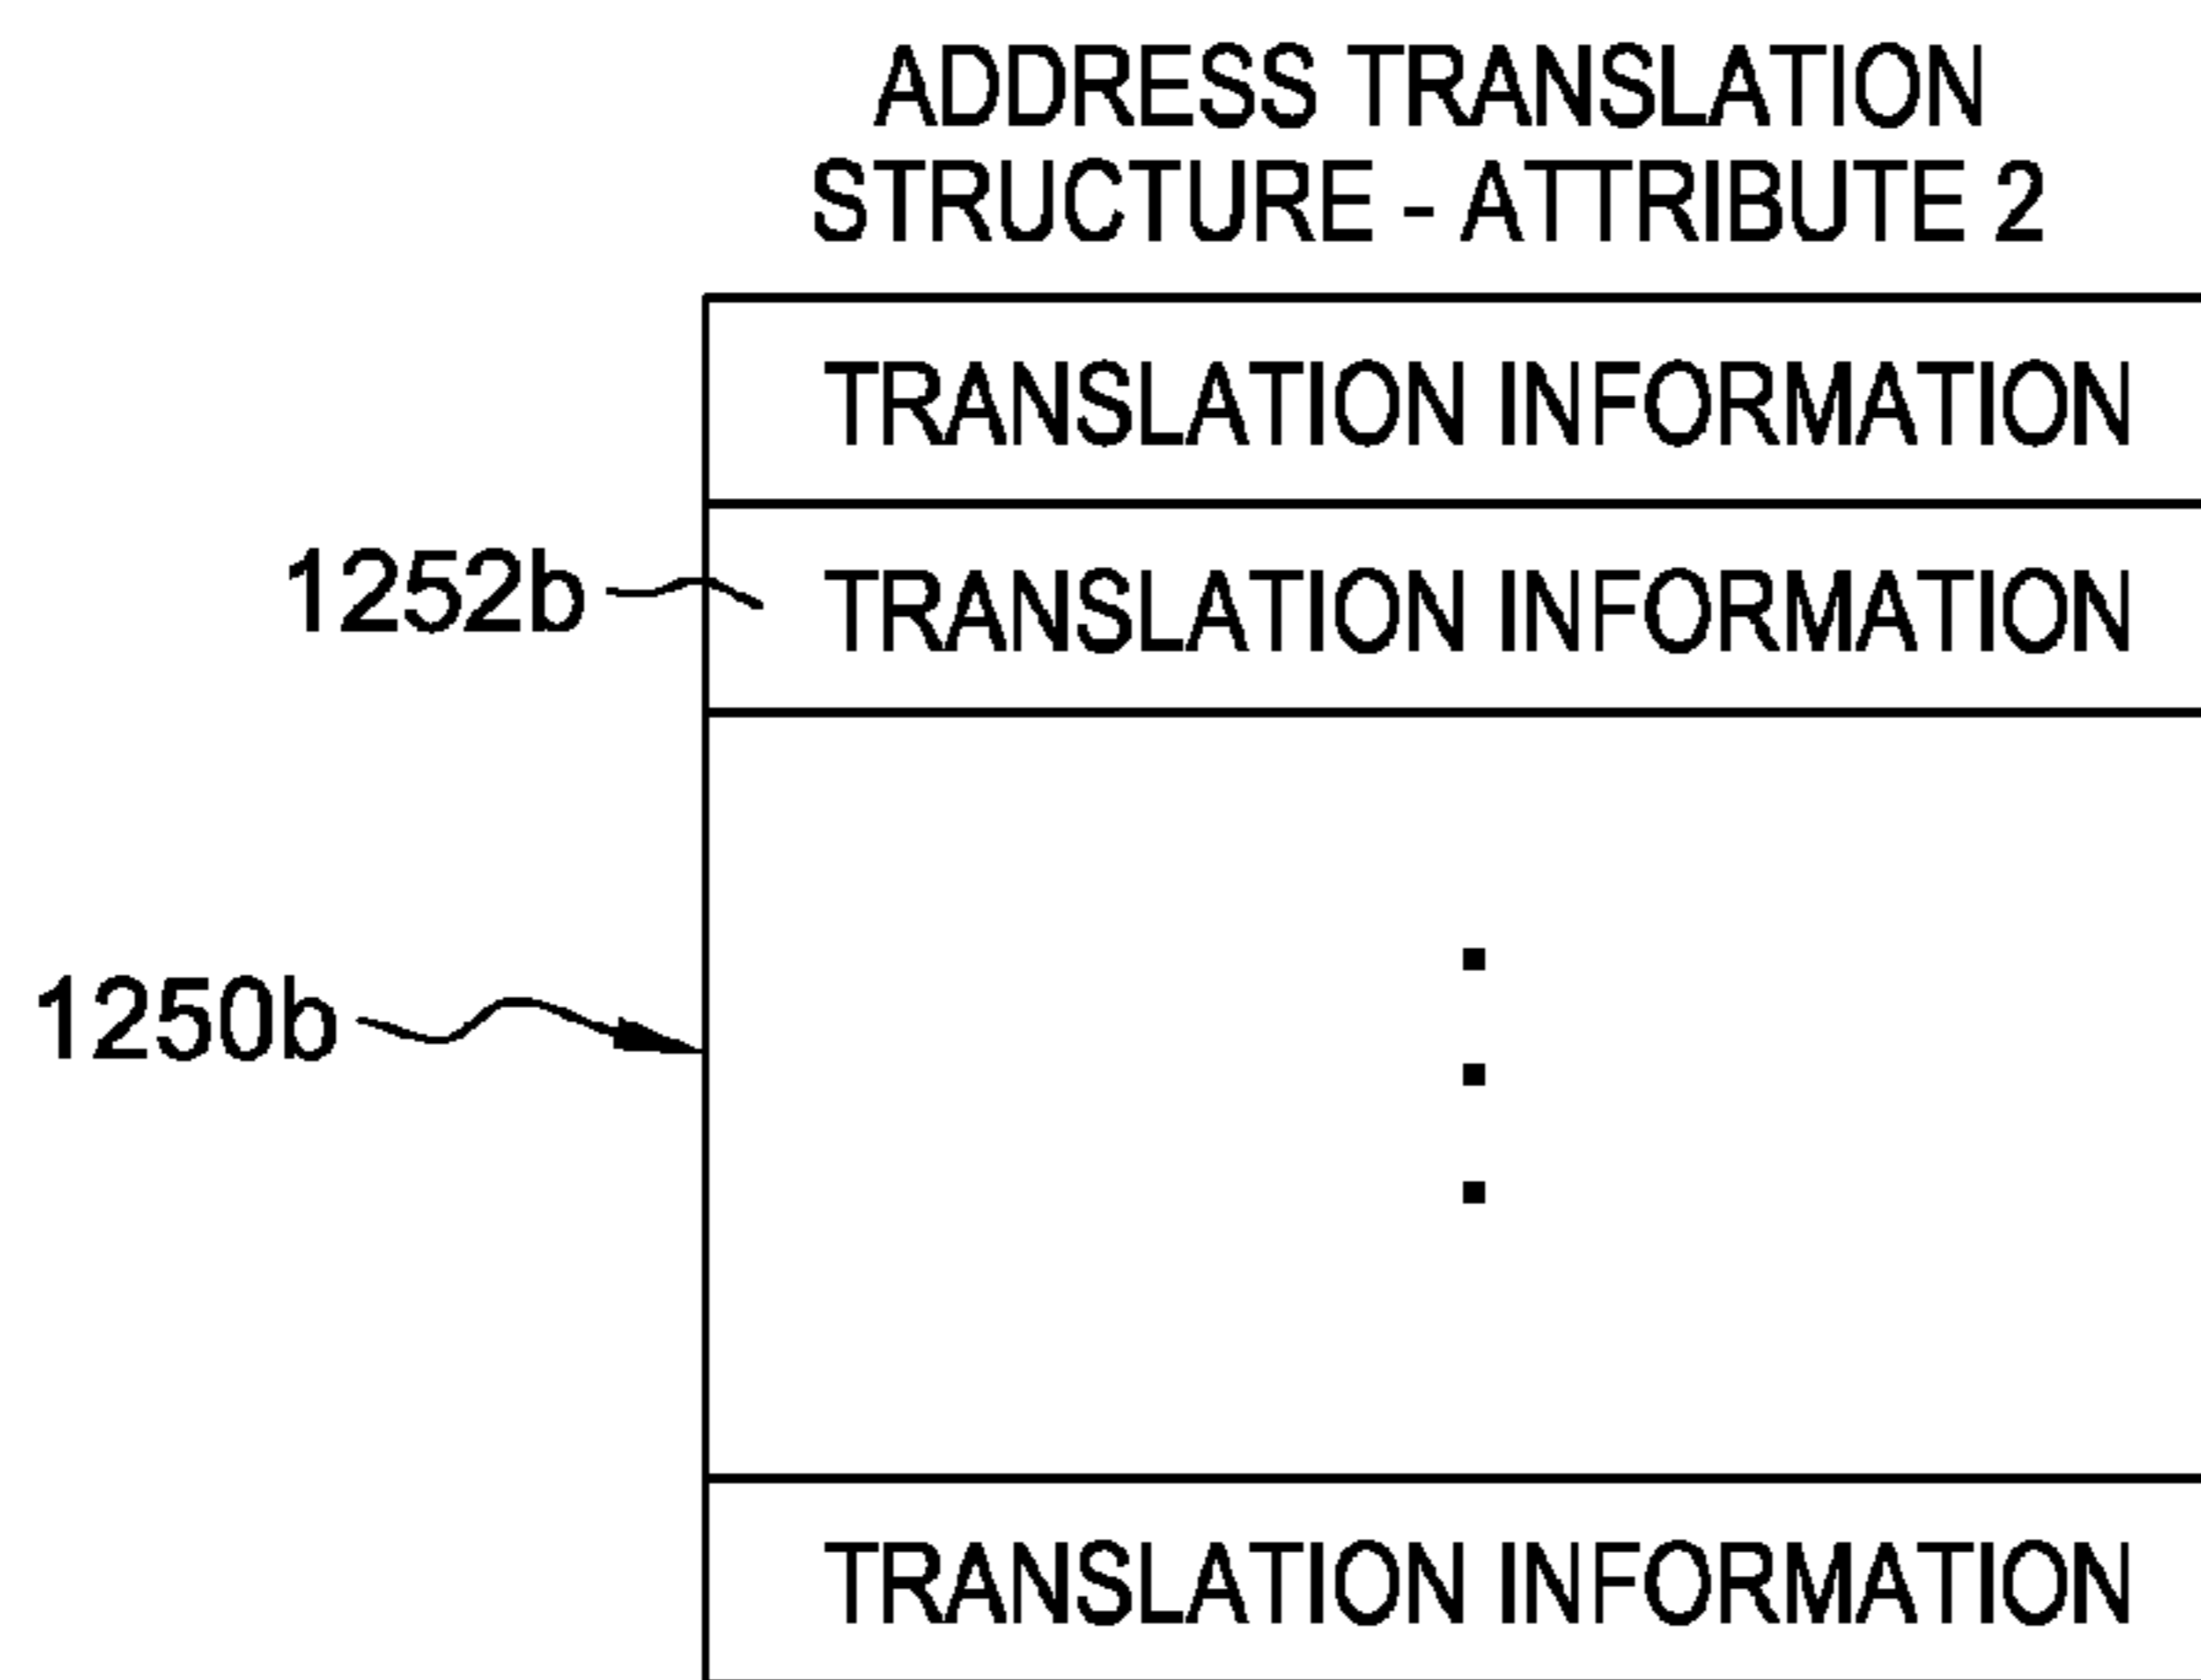 ADDRESS TRANSLATION
STRUCTURE - ATTRIBUTE 2
TRANSLATION INFORMATION
1252b
TRANSLATION INFORMATION
1250b
TRANSLATION INFORMATION